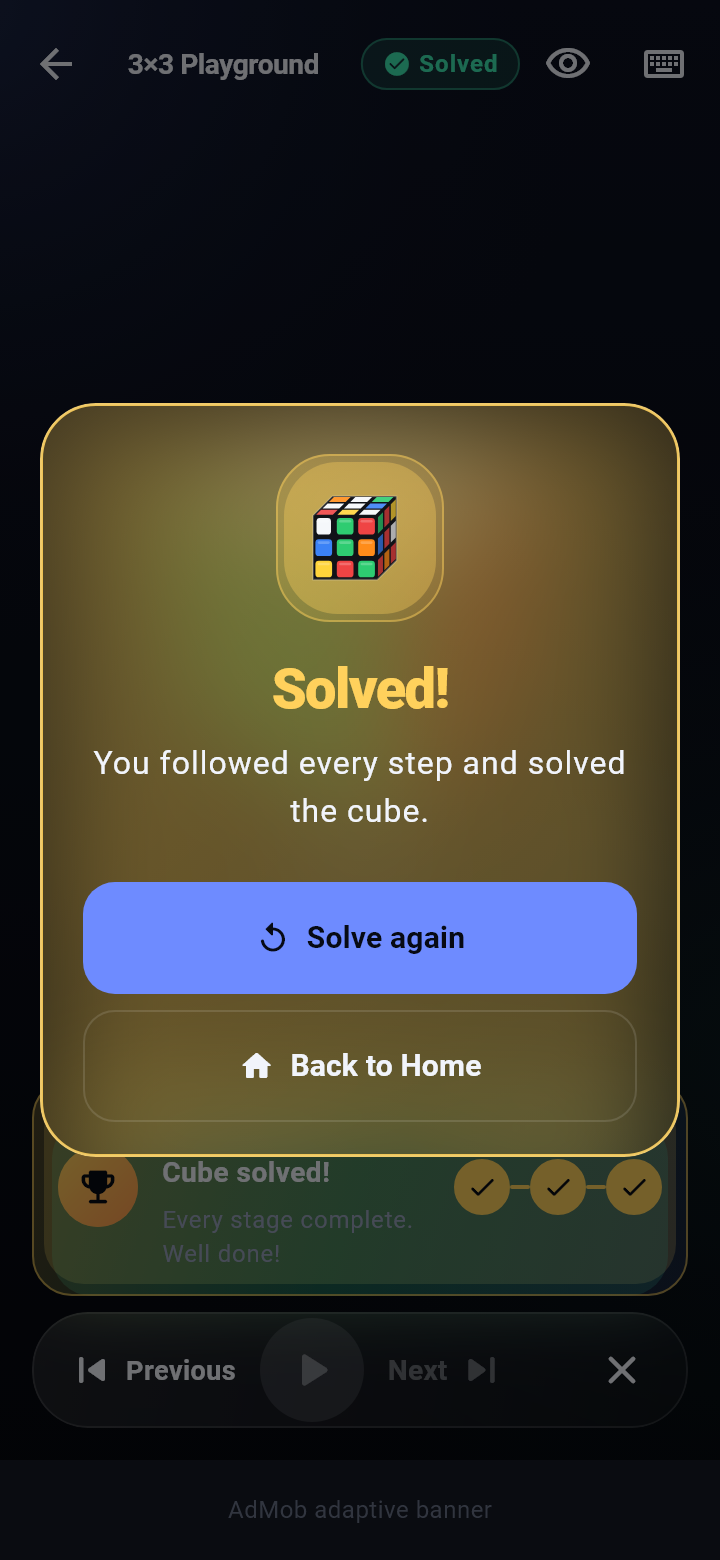 3×3 Playground
Solved
Solved!
You followed every step and solved
the cube.
Solve again
Back to Home
Cube solved!
Every stage complete.
Well done!
Previous
Next
AdMob adaptive banner